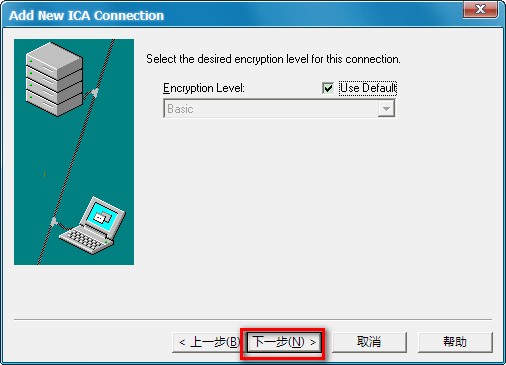 Add New ICA Connection
Select the desired encryption level for this connection.
Encryption Level:
Use Default
Basic
< 上一步(B)
下一步(N) >
取消
帮助